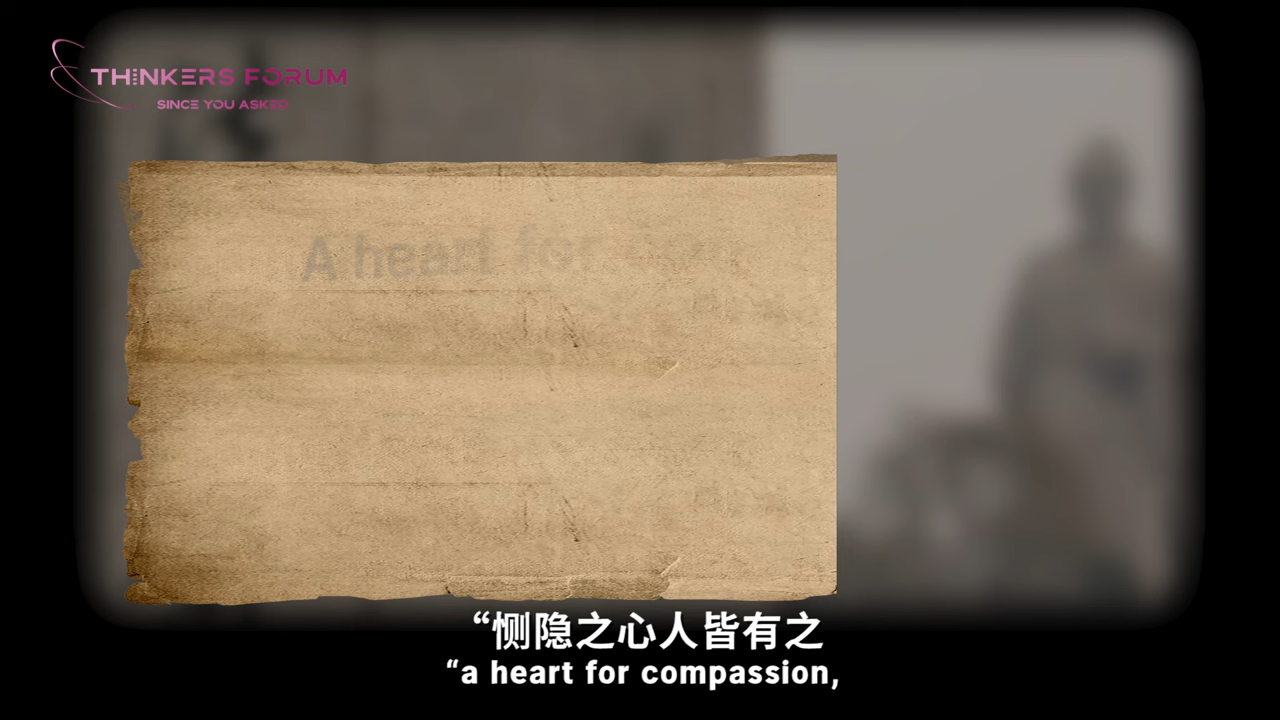 THINKERS FORUM
SINCE YOU ASKED
A heart for
“恻隐之心人皆有之
“a heart for compassion,